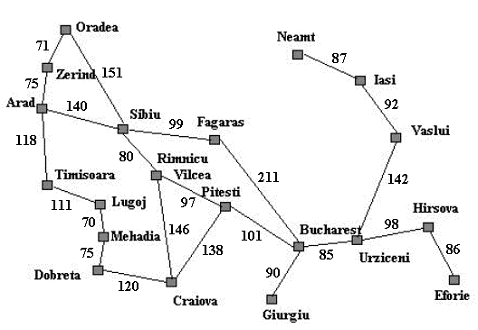 Oradea
Neamt
71
87
Zerind
151
Iasi
75
Arad
140
92
Sibiu
99
Fagaras
118
Vaslui
80
Rimnicu
Vilcea
211
142
Timisoara
97
Pitesti
111
Lugoj
Hirsova
70
146
Bucharest
98
Mehadia
138
101
85
Urziceni
86
75
Dobreta
90
120
Eforie
Craiova
Giurgiu